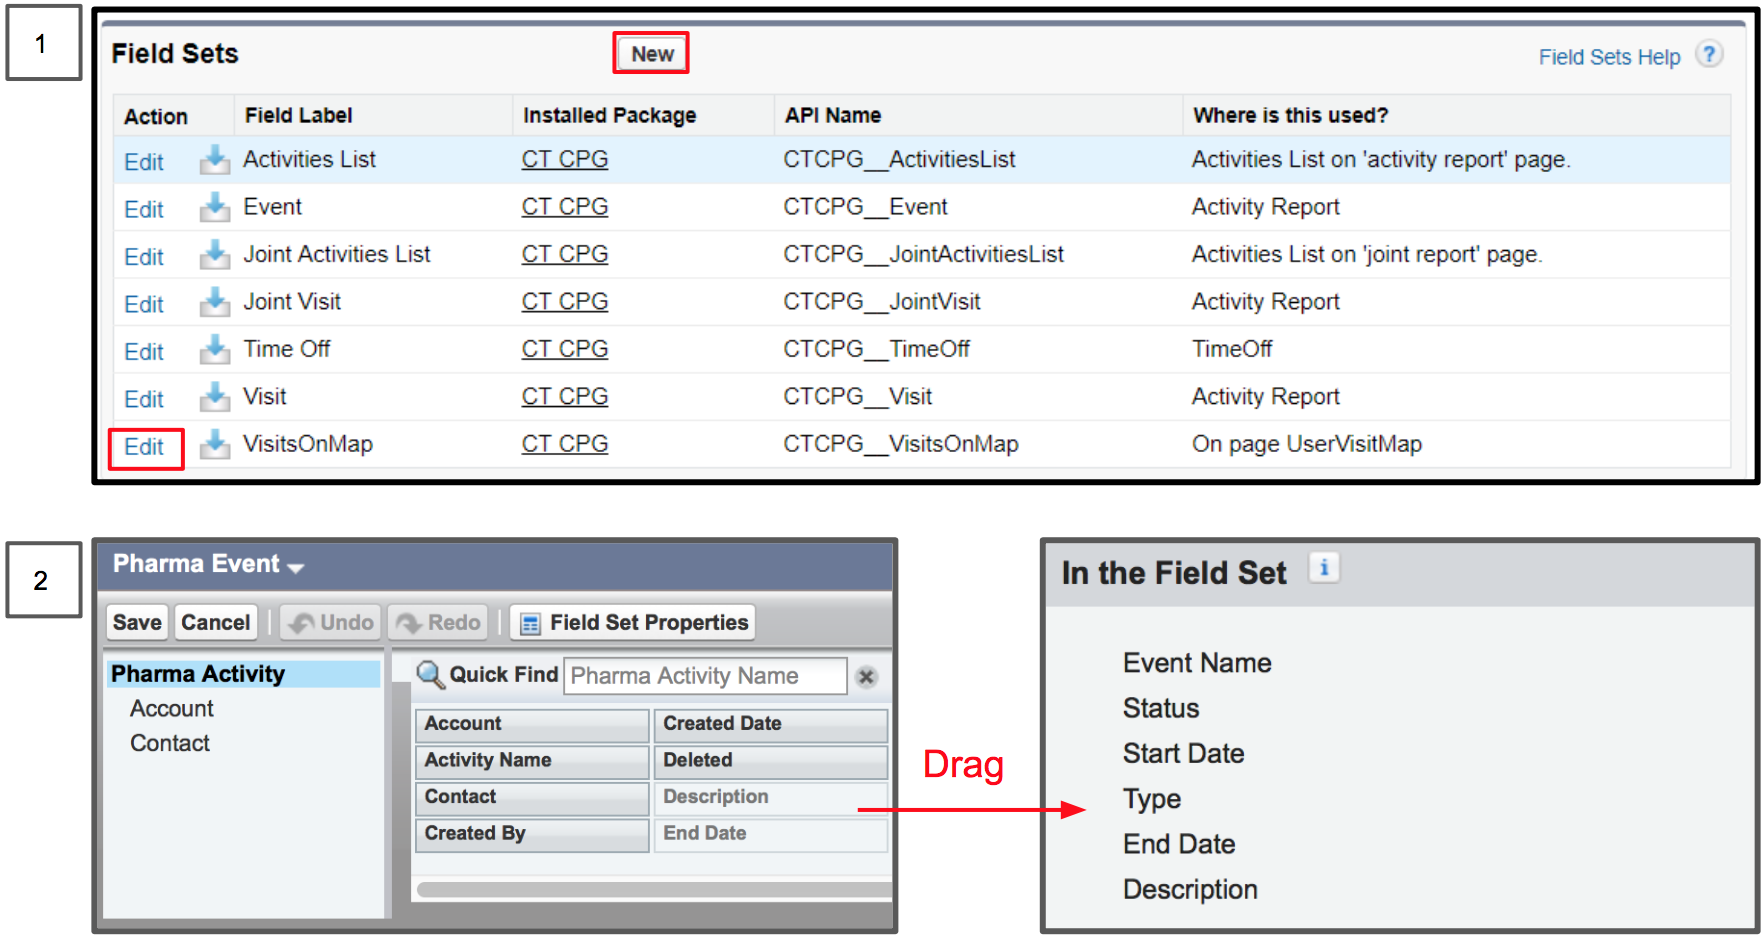 1
Field Sets New Field Sets Help ?
Action Field Label Installed Package API Name Where is this used?
Edit Activities List CT CPG CTCPG__ActivitiesList Activities List on 'activity report' page.
Edit Event CT CPG CTCPG__Event Activity Report
Edit Joint Activities List CT CPG CTCPG__JointActivitiesList Activities List on 'joint report' page.
Edit Joint Visit CT CPG CTCPG__JointVisit Activity Report
Edit Time Off CT CPG CTCPG__TimeOff TimeOff
Edit Visit CT CPG CTCPG__Visit Activity Report
Edit VisitsOnMap CT CPG CTCPG__VisitsOnMap On page UserVisitMap
2
Pharma Event
Save Cancel Undo Redo Field Set Properties
Pharma Activity
Account
Contact
Quick Find Pharma Activity Name
Account Created Date
Activity Name Deleted
Contact Description
Created By End Date
Drag
In the Field Set i
Event Name
Status
Start Date
Type
End Date
Description